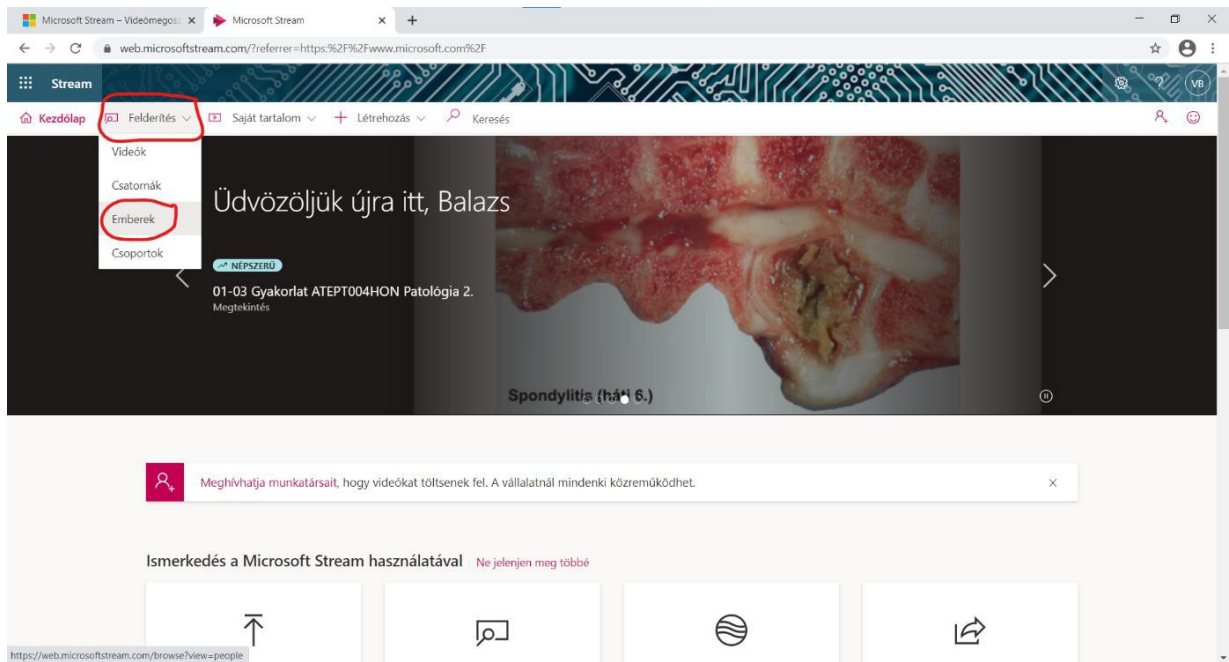 Microsoft Stream – Videómegos
Microsoft Stream
web.microsoftstream.com/?referrer=https:%2F%2Fwww.microsoft.com%2F
Stream
VB
Kezdőlap Felderítés Saját tartalom Létrehozás Keresés
Videók
Csatornák
Emberek
Csoportok
Üdvözöljük újra itt, Balazs
NÉPSZERŰ
01-03 Gyakorlat ATEPT004HON Patológia 2.
Megtekintés
Spondylitis (háti 6.)
Meghívhatja munkatársait, hogy videókat töltsenek fel. A vállalatnál mindenki közreműködhet.
Ismerkedés a Microsoft Stream használatával Ne jelenjen meg többé
https://web.microsoftstream.com/browse?view=people